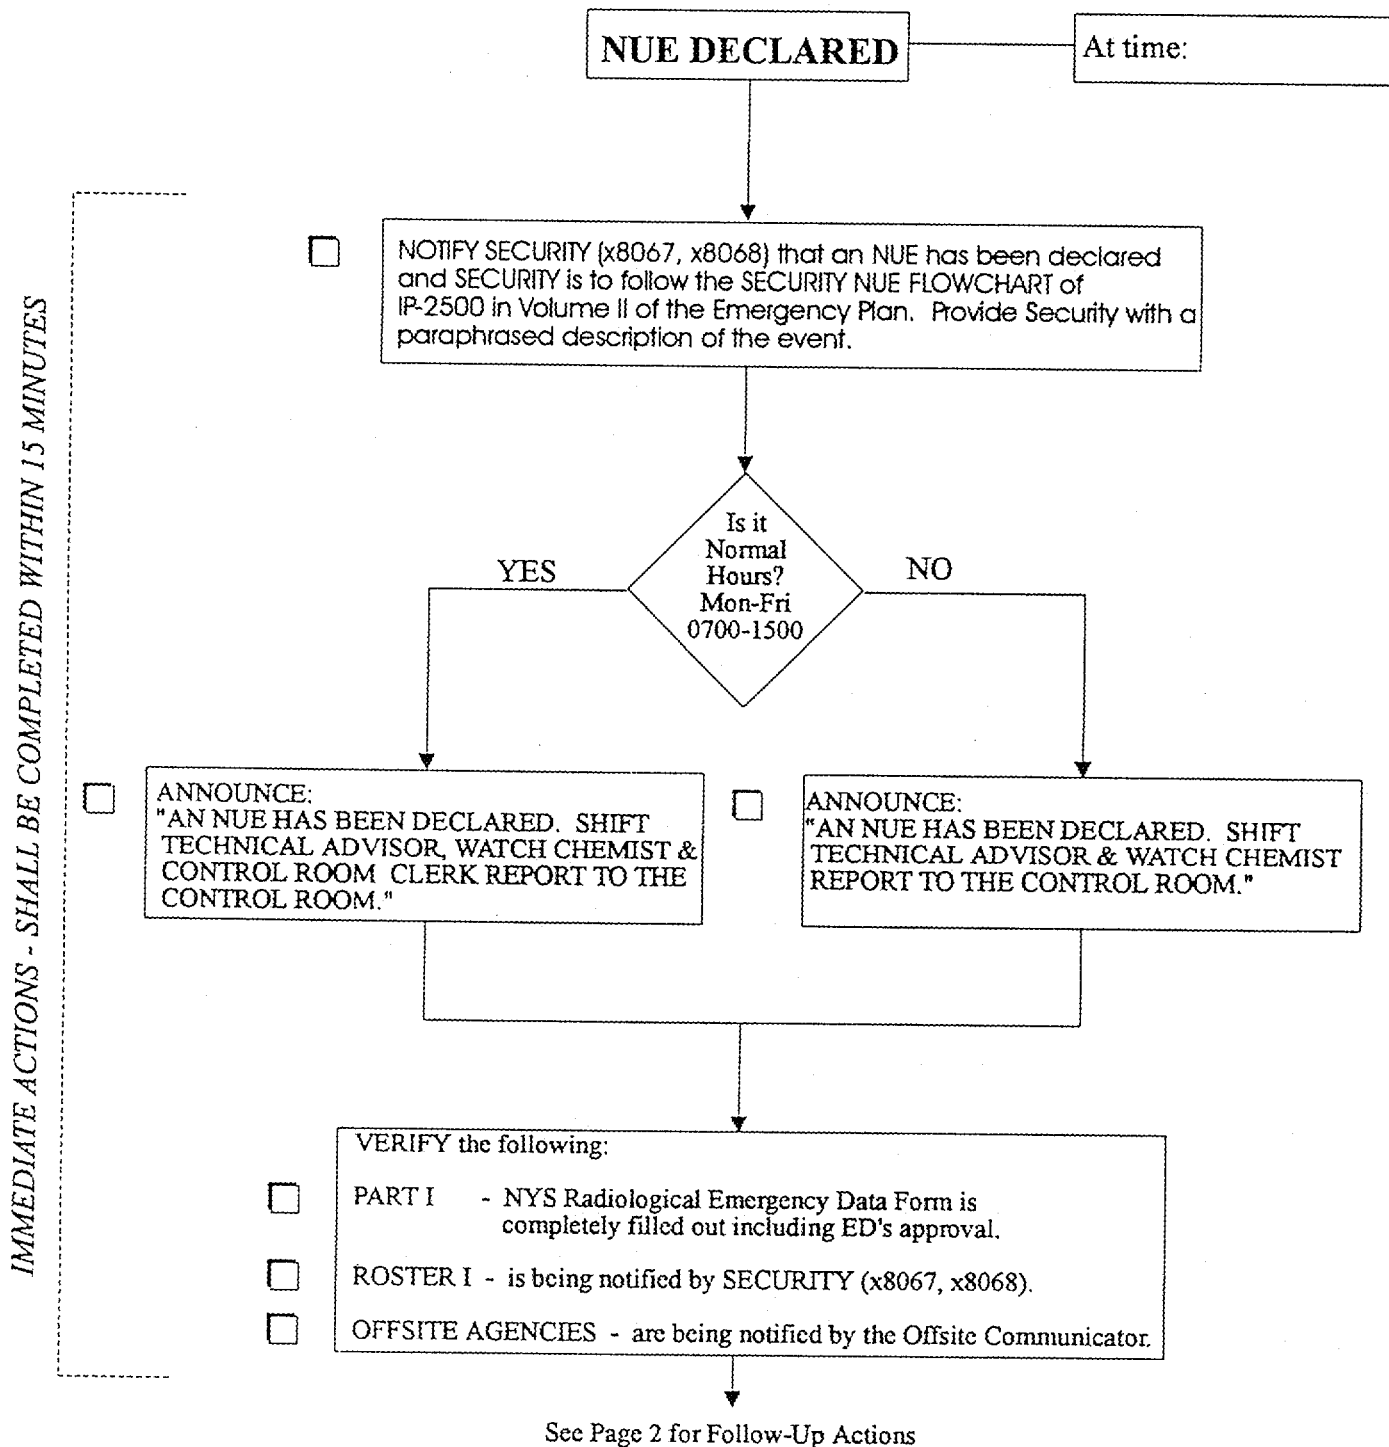 NUE DECLARED
At time:
IMMEDIATE ACTIONS - SHALL BE COMPLETED WITHIN 15 MINUTES
NOTIFY SECURITY (x8067, x8068) that an NUE has been declared
and SECURITY is to follow the SECURITY NUE FLOWCHART of
IP-2500 in Volume II of the Emergency Plan. Provide Security with a
paraphrased description of the event.
Is it
Normal
Hours?
Mon-Fri
0700-1500
YES
NO
ANNOUNCE:
"AN NUE HAS BEEN DECLARED. SHIFT
TECHNICAL ADVISOR, WATCH CHEMIST &
CONTROL ROOM CLERK REPORT TO THE
CONTROL ROOM."
ANNOUNCE:
"AN NUE HAS BEEN DECLARED. SHIFT
TECHNICAL ADVISOR & WATCH CHEMIST
REPORT TO THE CONTROL ROOM."
VERIFY the following:
PART I - NYS Radiological Emergency Data Form is
completely filled out including ED's approval.
ROSTER I - is being notified by SECURITY (x8067, x8068).
OFFSITE AGENCIES - are being notified by the Offsite Communicator.
See Page 2 for Follow-Up Actions